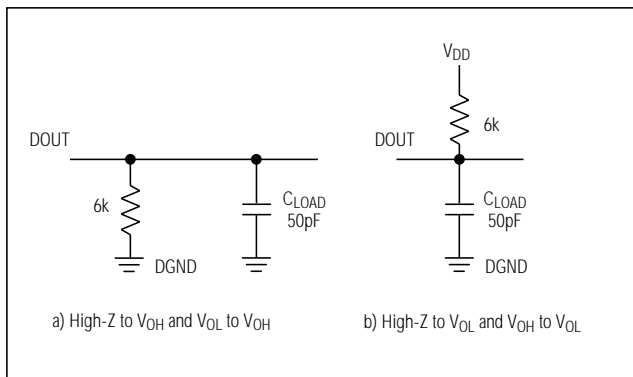 DOUT
6k
CLOAD
50pF
DGND
a) High-Z to VOH and VOL to VOH
VDD
6k
DOUT
CLOAD
50pF
DGND
b) High-Z to VOL and VOH to VOL